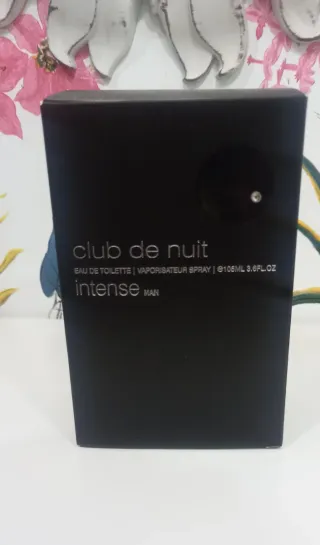 club de nuit
EAU DE TOILETTE | VAPORISATEUR SPRAY | ℮105ML 3.6FL.OZ
intense MAN